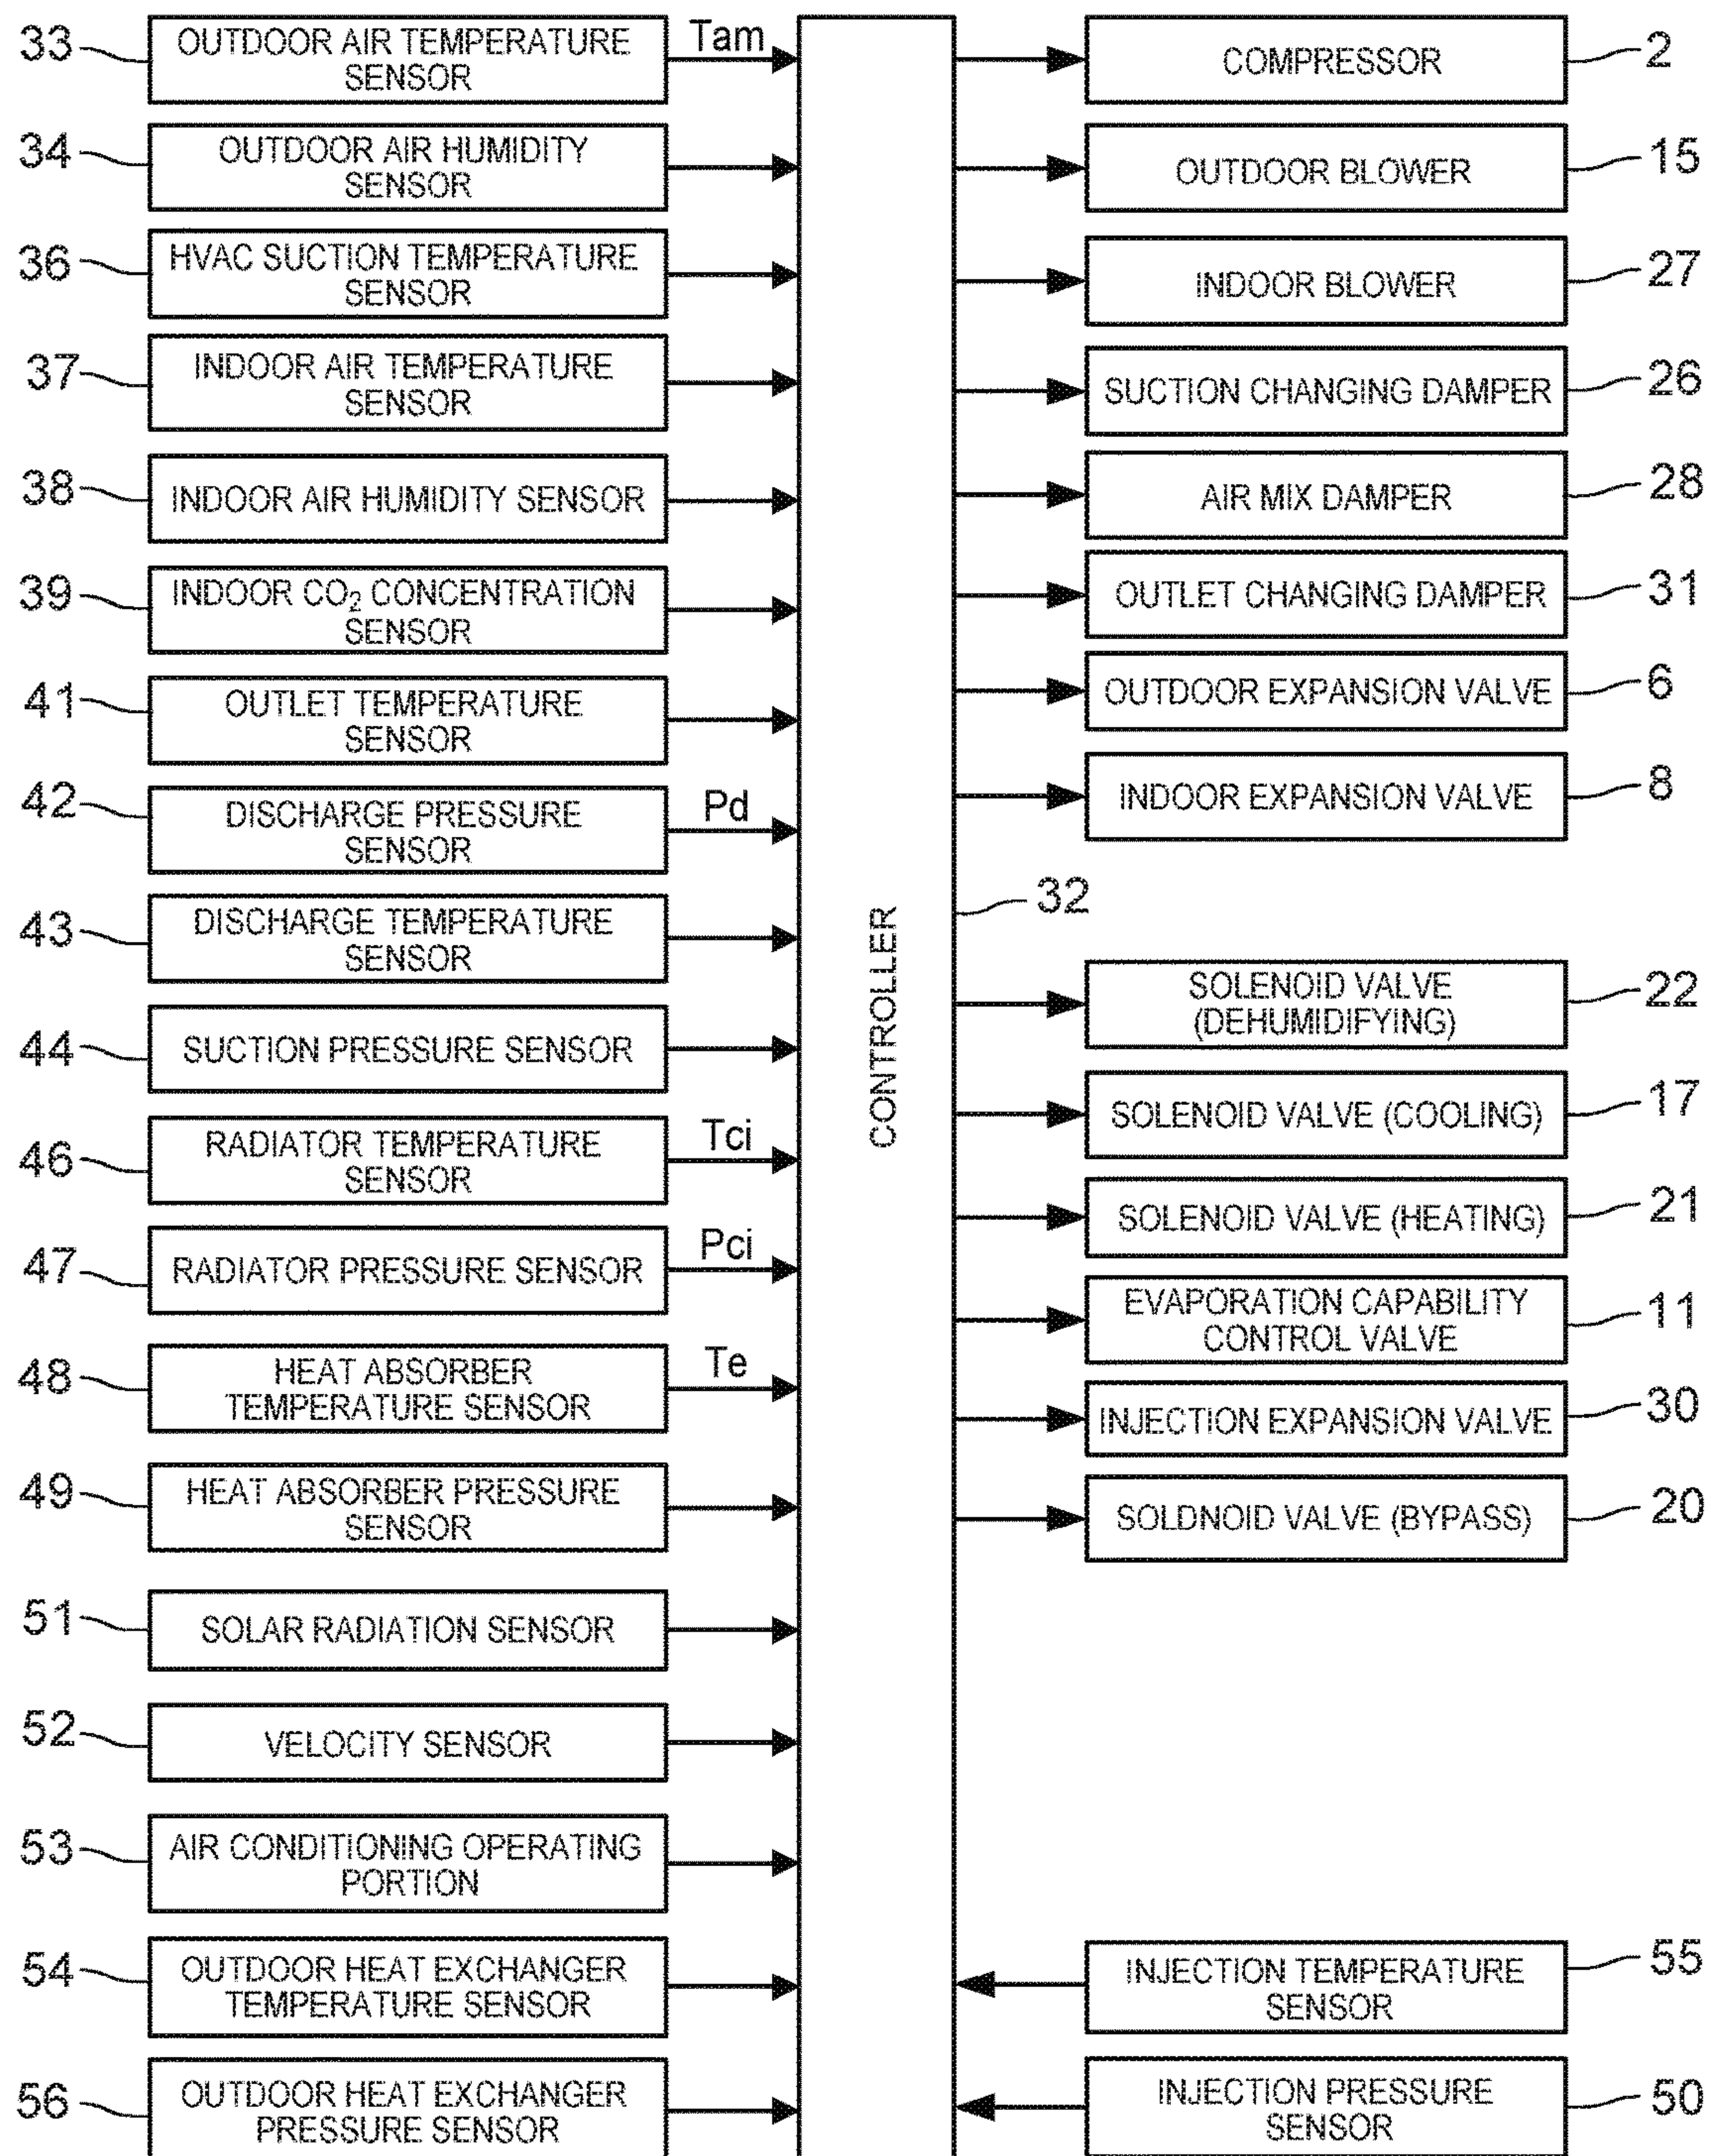 33
OUTDOOR AIR TEMPERATURE
SENSOR
Tam
34
OUTDOOR AIR HUMIDITY
SENSOR
36
HVAC SUCTION TEMPERATURE
SENSOR
37
INDOOR AIR TEMPERATURE
SENSOR
38
INDOOR AIR HUMIDITY SENSOR
39
INDOOR CO₂ CONCENTRATION
SENSOR
41
OUTLET TEMPERATURE
SENSOR
42
DISCHARGE PRESSURE
SENSOR
Pd
43
DISCHARGE TEMPERATURE
SENSOR
44
SUCTION PRESSURE SENSOR
46
RADIATOR TEMPERATURE
SENSOR
Tci
47
RADIATOR PRESSURE SENSOR
Pci
48
HEAT ABSORBER
TEMPERATURE SENSOR
Te
49
HEAT ABSORBER PRESSURE
SENSOR
51
SOLAR RADIATION SENSOR
52
VELOCITY SENSOR
53
AIR CONDITIONING OPERATING
PORTION
54
OUTDOOR HEAT EXCHANGER
TEMPERATURE SENSOR
56
OUTDOOR HEAT EXCHANGER
PRESSURE SENSOR
CONTROLLER
32
COMPRESSOR
2
OUTDOOR BLOWER
15
INDOOR BLOWER
27
SUCTION CHANGING DAMPER
26
AIR MIX DAMPER
28
OUTLET CHANGING DAMPER
31
OUTDOOR EXPANSION VALVE
6
INDOOR EXPANSION VALVE
8
SOLENOID VALVE
(DEHUMIDIFYING)
22
SOLENOID VALVE (COOLING)
17
SOLENOID VALVE (HEATING)
21
EVAPORATION CAPABILITY
CONTROL VALVE
11
INJECTION EXPANSION VALVE
30
SOLDNOID VALVE (BYPASS)
20
INJECTION TEMPERATURE
SENSOR
55
INJECTION PRESSURE
SENSOR
50